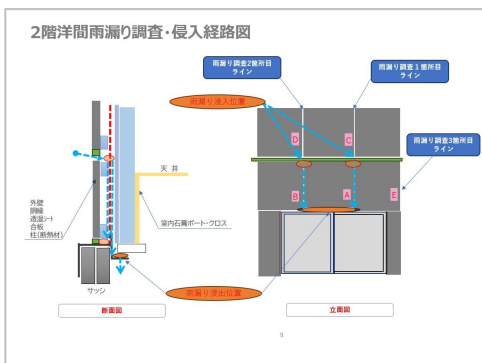 2階洋間雨漏り調査・侵入経路図
雨漏り調査2箇所目
ライン
雨漏り調査1箇所目
ライン
雨漏り浸入位置
雨漏り調査3箇所目
ライン
D
C
天 井
B
A
E
外壁
胴縁
透湿シート
合板
柱(断熱材)
室内石膏ボート・クロス
サッシ
雨漏り浸出位置
断面図
立面図